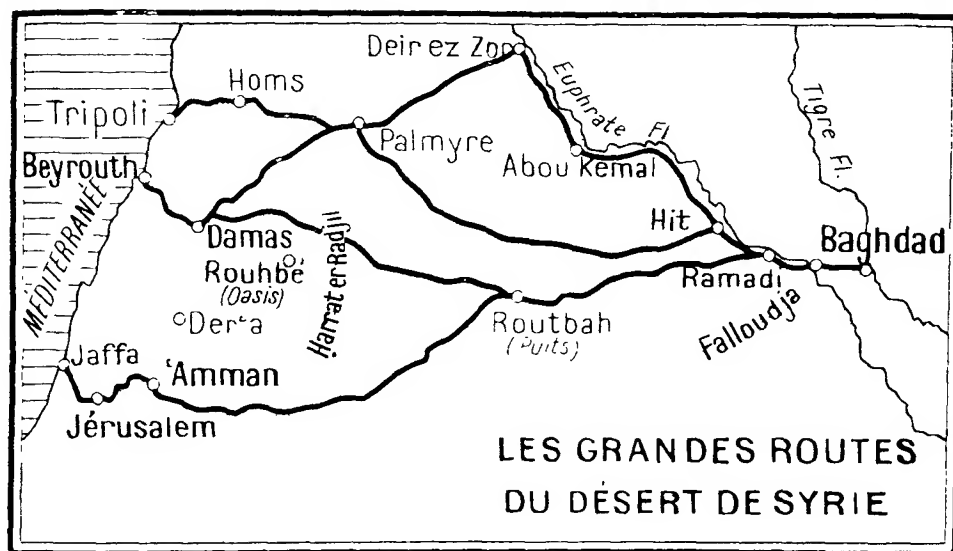 Deir ez Zor
Homs
Euphrate Fl.
Tigre Fl.
Tripoli
Palmyre
Abou Kemal
Beyrouth
MÉDITERRANÉE
Damas
Hit
Baghdad
Rouhbé
(Oasis)
Harrat er Radjil
Ramadi
Falloudja
Der‘a
Routbah
(Puits)
Jaffa
‘Amman
Jérusalem
LES GRANDES ROUTES
DU DÉSERT DE SYRIE